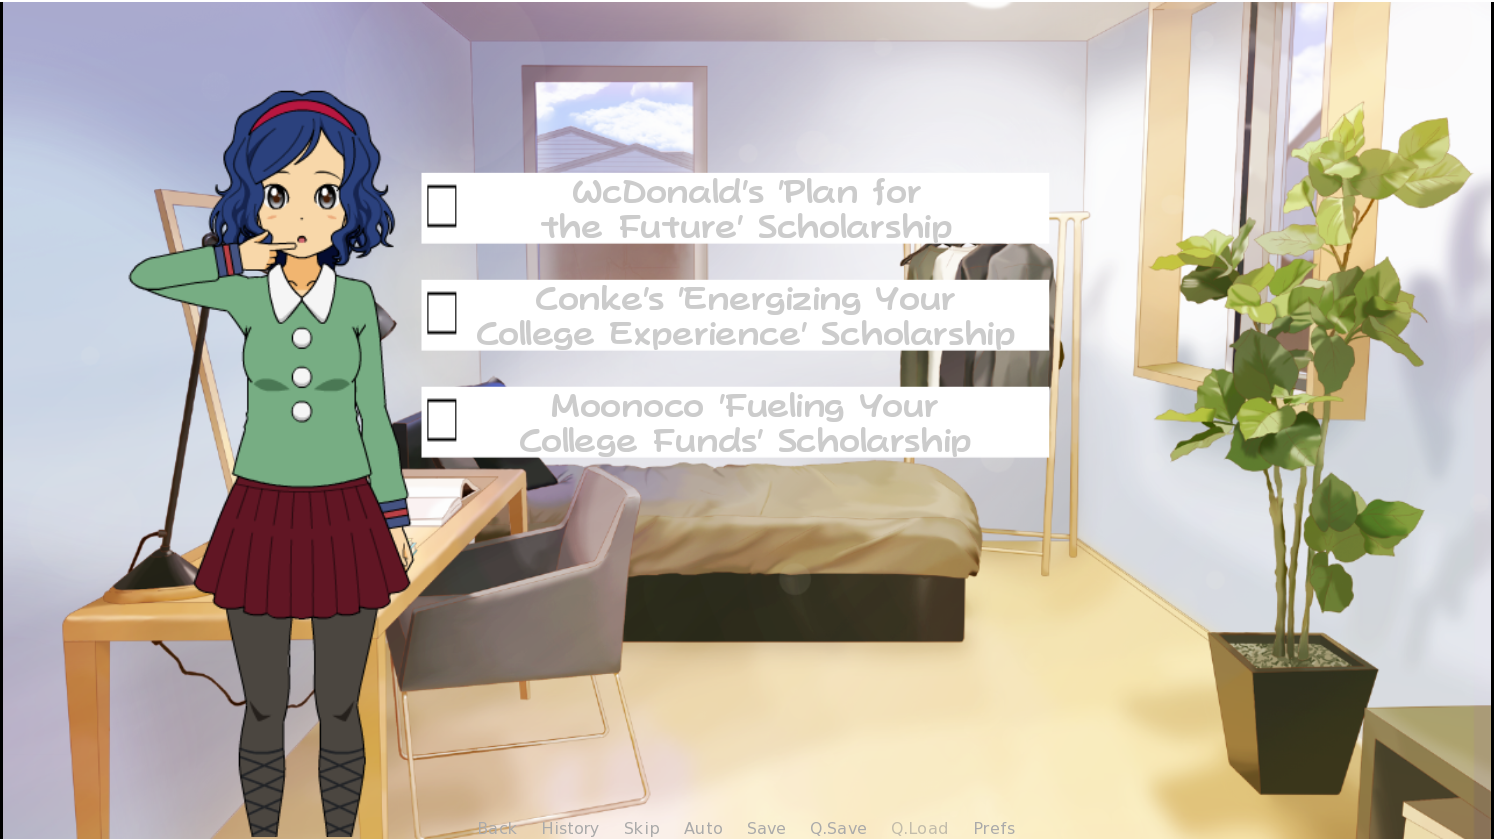 WcDonald's 'Plan for
the Future' Scholarship
Conke's 'Energizing Your
College Experience' Scholarship
Moonoco 'Fueling Your
College Funds' Scholarship
Back History Skip Auto Save Q.Save Q.Load Prefs